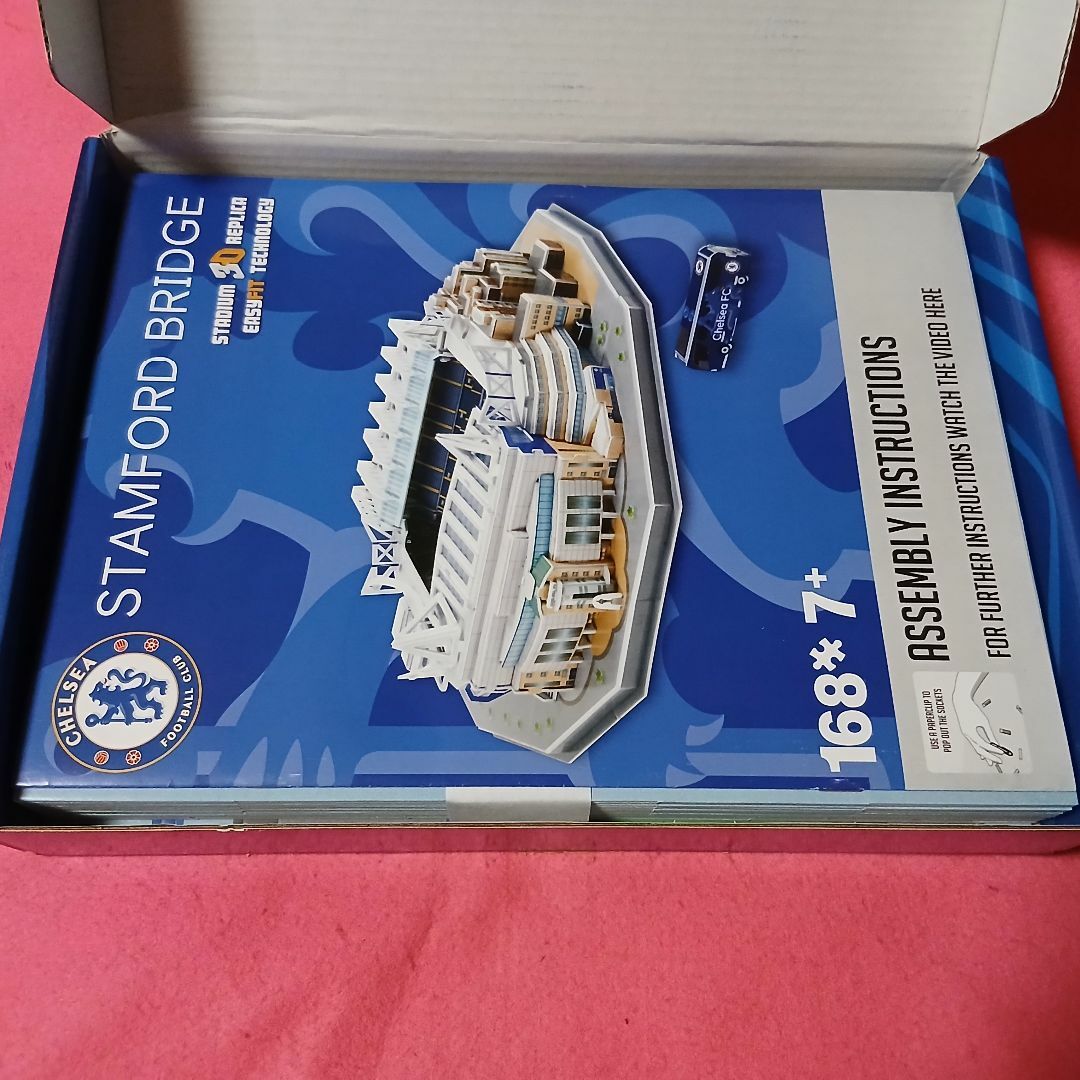 CHELSEA
FOOTBALL CLUB
STAMFORD BRIDGE
STADIUM 3D REPLICA
EASYFIT TECHNOLOGY
Chelsea FC
168 7+
ASSEMBLY INSTRUCTIONS
FOR FURTHER INSTRUCTIONS WATCH THE VIDEO HERE
USE A PAPERCLIP TO
POP OUT THE SOCKETS